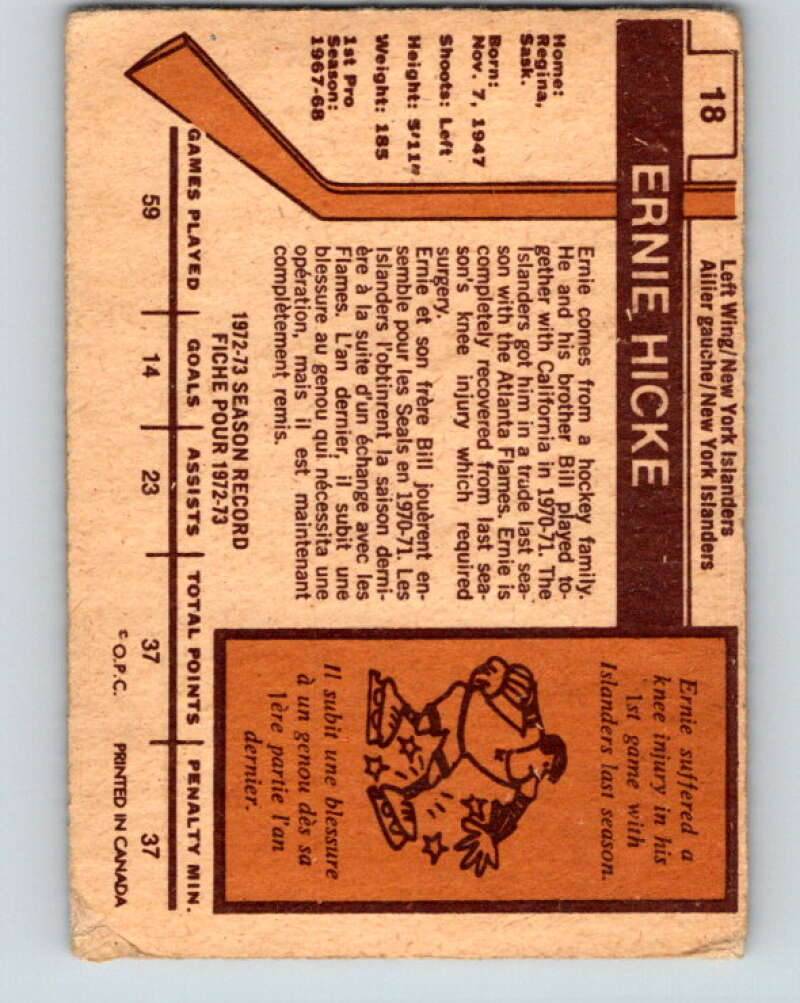 18
Left Wing/New York Islanders
Ailier gauche/New York Islanders
ERNIE HICKE
Home:
Regina,
Sask.
Born:
Nov. 7, 1947
Shoots: Left
Height: 5'11"
Weight: 185
1st Pro
Season:
1967-68
Ernie comes from a hockey family.
He and his brother Bill played to-
gether with California in 1970-71. The
Islanders got him in a trude last sea-
son with the Atlanta Flames. Ernie is
completely recovered from last sea-
son's knee injury which required
surgery.
Ernie et son frère Bill jouèrent en-
semble pour les Seals en 1970-71. Les
Islanders l'obtinrent la saison derni-
ère à la suite d'un échange avec les
Flames. L'an dernier, il subit une
blessure au genou qui nécessita une
opération, mais il est, maintenant
complètement remis.
Ernie suffered a
knee injury in his
1st game with
Islanders last season.
Il subit une blessure
à un genou dès sa
1ère partie l'an
dernier.
1972-73 SEASON RECORD
FICHE POUR 1972-73
GAMES PLAYED GOALS ASSISTS TOTAL POINTS PENALTY MIN.
59 14 23 37 37
© O.P.C. PRINTED IN CANADA